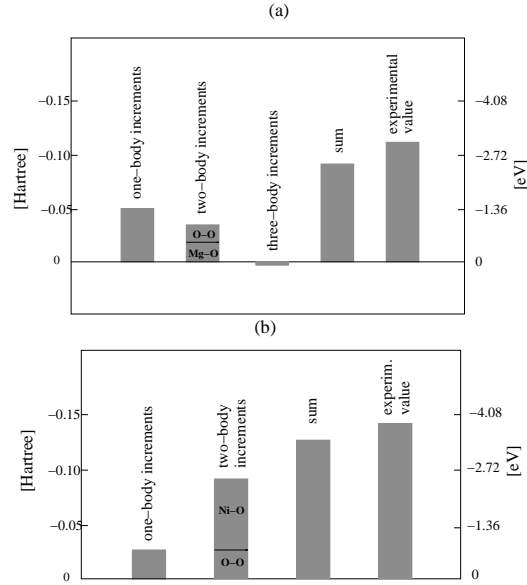 (a)
[Hartree]
−0.15
−0.10
−0.05
0
one−body increments
two−body increments
O−O
Mg−O
three−body increments
sum
experimental
value
−4.08
−2.72
−1.36
0
[eV]
(b)
[Hartree]
−0.15
−0.10
−0.05
0
one−body increments
two−body
increments
Ni−O
O−O
sum
experim.
value
−4.08
−2.72
−1.36
0
[eV]